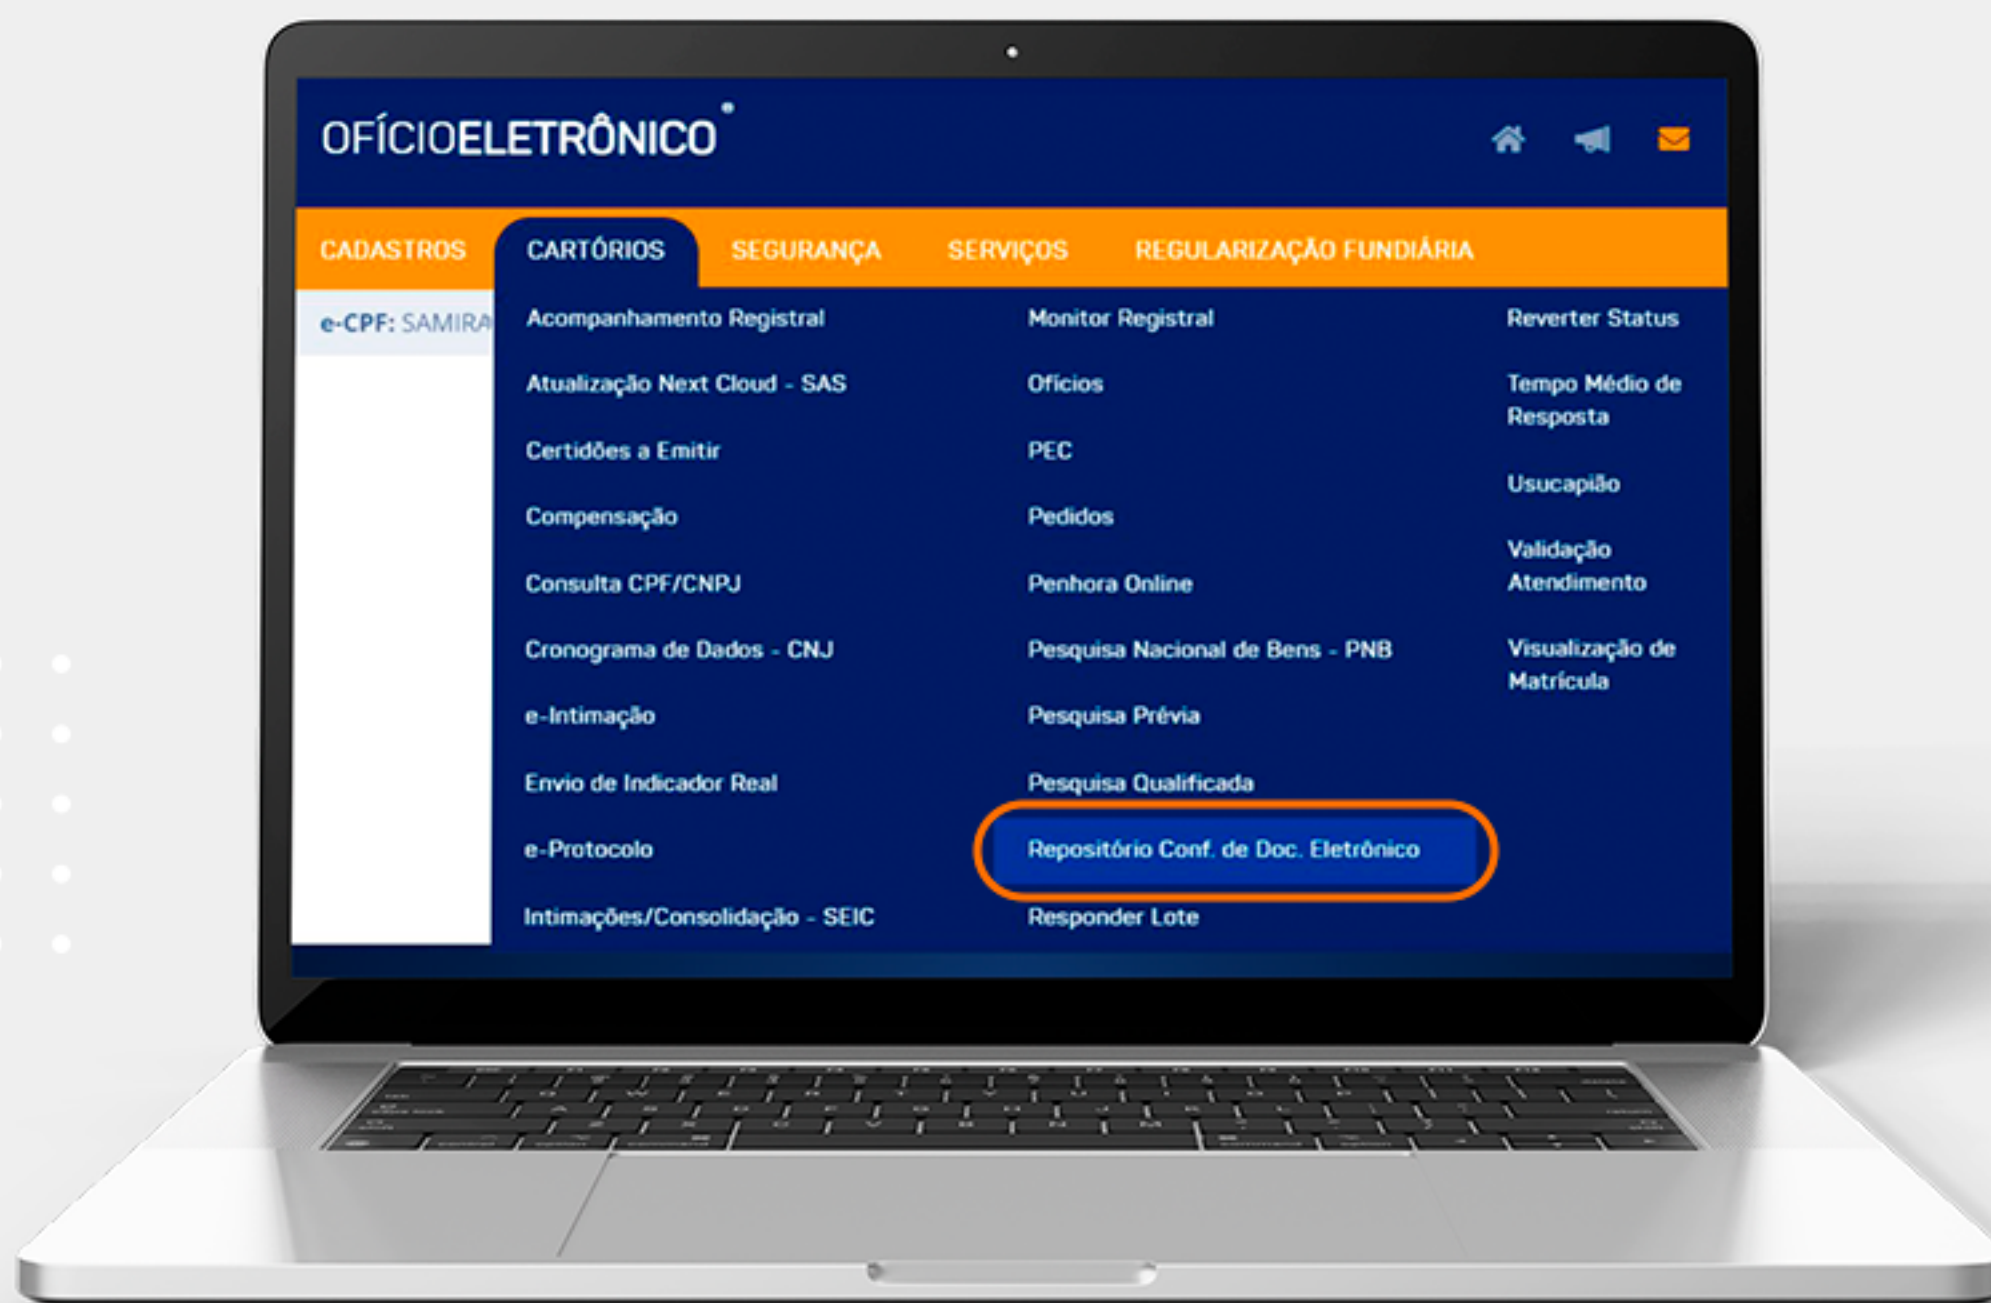 OFÍCIOELETRÔNICO
CADASTROS CARTÓRIOS SEGURANÇA SERVIÇOS REGULARIZAÇÃO FUNDIÁRIA
e-CPF: SAMIRA
Acompanhamento Registral
Atualização Next Cloud - SAS
Certidões a Emitir
Compensação
Consulta CPF/CNPJ
Cronograma de Dados - CNJ
e-Intimação
Envio de Indicador Real
e-Protocolo
Intimações/Consolidação - SEIC
Monitor Registral
Ofícios
PEC
Pedidos
Penhora Online
Pesquisa Nacional de Bens - PNB
Pesquisa Prévia
Pesquisa Qualificada
Repositório Conf. de Doc. Eletrônico
Responder Lote
Reverter Status
Tempo Médio de
Resposta
Usucapião
Validação
Atendimento
Visualização de
Matrícula